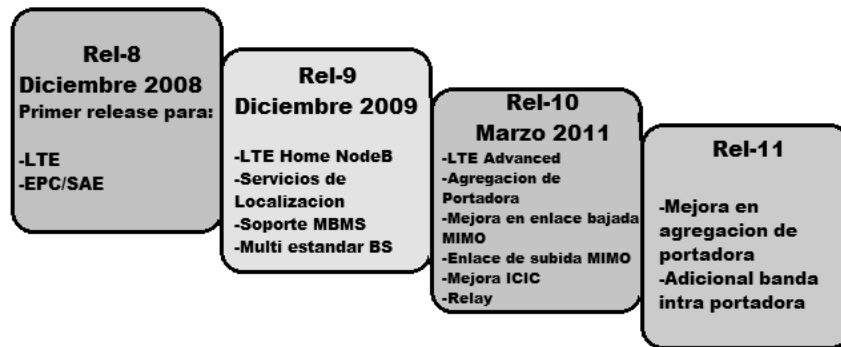 Rel-8
Diciembre 2008
Primer release para:
-LTE
-EPC/SAE
Rel-9
Diciembre 2009
-LTE Home NodeB
-Servicios de
Localizacion
-Soporte MBMS
-Multi estandar BS
Rel-10
Marzo 2011
-LTE Advanced
-Agregacion de
Portadora
-Mejora en enlace bajada
MIMO
-Enlace de subida MIMO
-Mejora ICIC
-Relay
Rel-11
-Mejora en
agregacion de
portadora
-Adicional banda
intra portadora